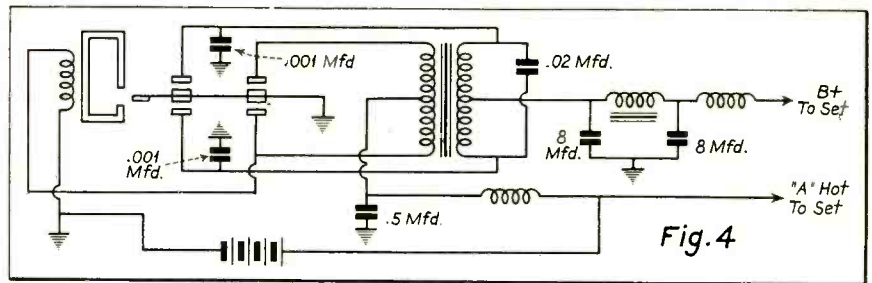 .001 Mfd
.02 Mfd.
B+
To Set
8
Mfd.
8 Mfd.
.001
Mfd.
"A" Hot
To Set
.5 Mfd.
Fig. 4